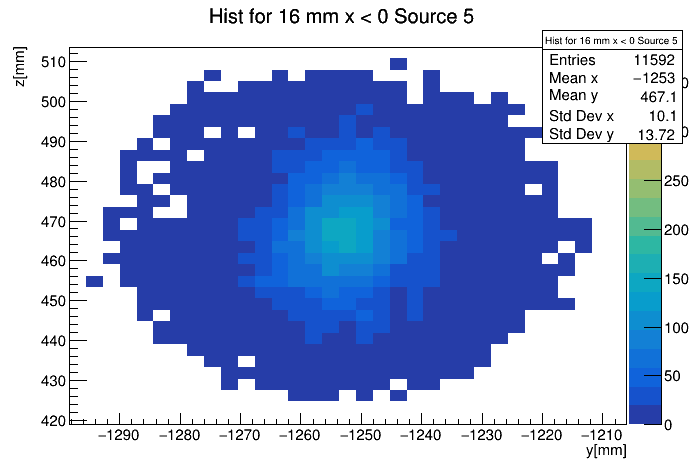 Hist for 16 mm x < 0 Source 5
Hist for 16 mm x < 0 Source 5
Entries 11592
Mean x −1253
Mean y 467.1
Std Dev x 10.1
Std Dev y 13.72
z[mm]
510
500
490
480
470
460
450
440
430
420
−1290 −1280 −1270 −1260 −1250 −1240 −1230 −1220 −1210
y[mm]
250
200
150
100
50
0